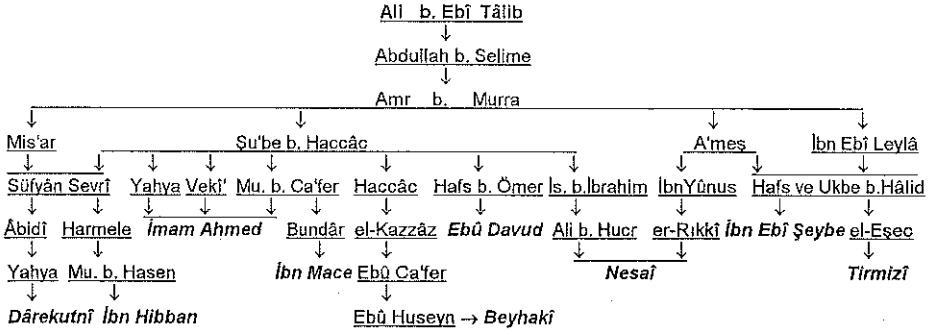 Ali b. Ebî Tâlib
Abdullah b. Selime
Amr b. Murra
Mis'ar Şu'be b. Haccâc A'meş İbn Ebî Leylâ
Süfyân Sevrî Yahya Vekî' Mu. b. Ca'fer Haccâc Hafs b. Ömer İs. b. İbrahim İbn Yûnus Hafs ve Ukbe b. Hâlid
Âbidî Harmele İmam Ahmed Bundâr el-Kazzâz Ebû Davud Ali b. Hucr er-Rıkkî İbn Ebî Şeybe el-Eşec
Yahya Mu. b. Hasen İbn Mace Ebû Ca'fer Nesaî Tirmizî
Dârekutnî İbn Hibban Ebû Huseyn → Beyhakî